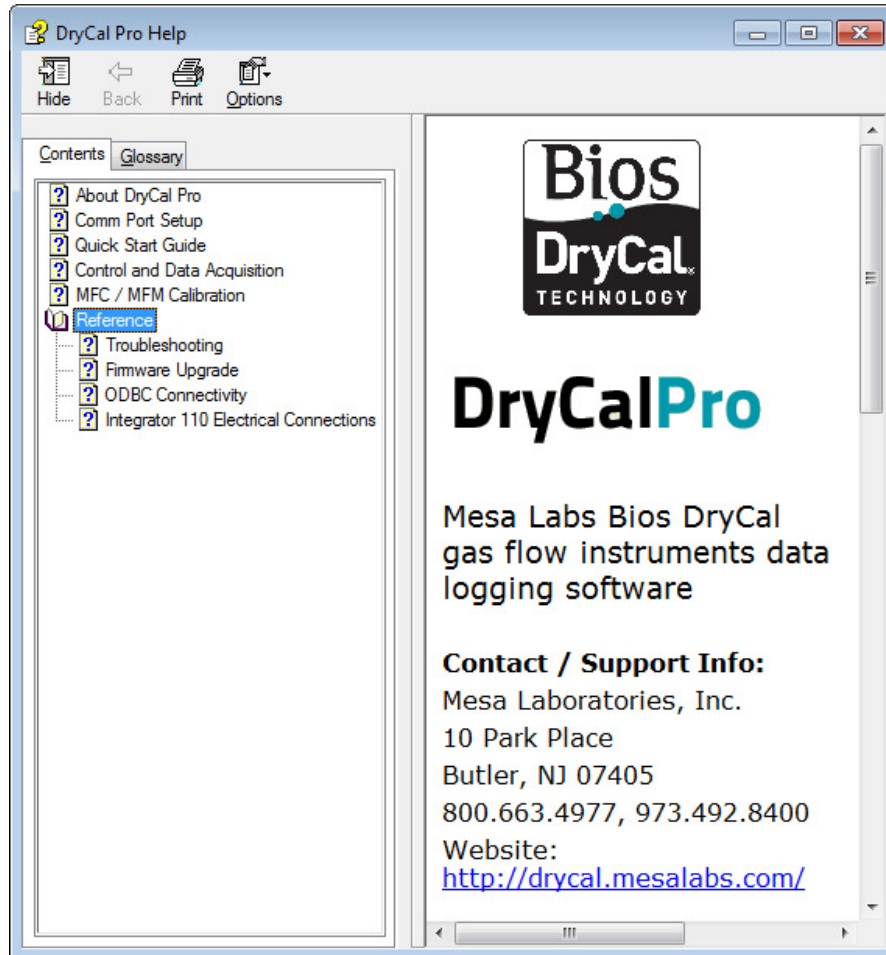 DryCal Pro Help
Hide Back Print Options
Contents Glossary
About DryCal Pro
Comm Port Setup
Quick Start Guide
Control and Data Acquisition
MFC / MFM Calibration
Reference
Troubleshooting
Firmware Upgrade
ODBC Connectivity
Integrator 110 Electrical Connections
Bios
DryCal®
TECHNOLOGY
DryCalPro
Mesa Labs Bios DryCal
gas flow instruments data
logging software
Contact / Support Info:
Mesa Laboratories, Inc.
10 Park Place
Butler, NJ 07405
800.663.4977, 973.492.8400
Website:
http://drycal.mesalabs.com/